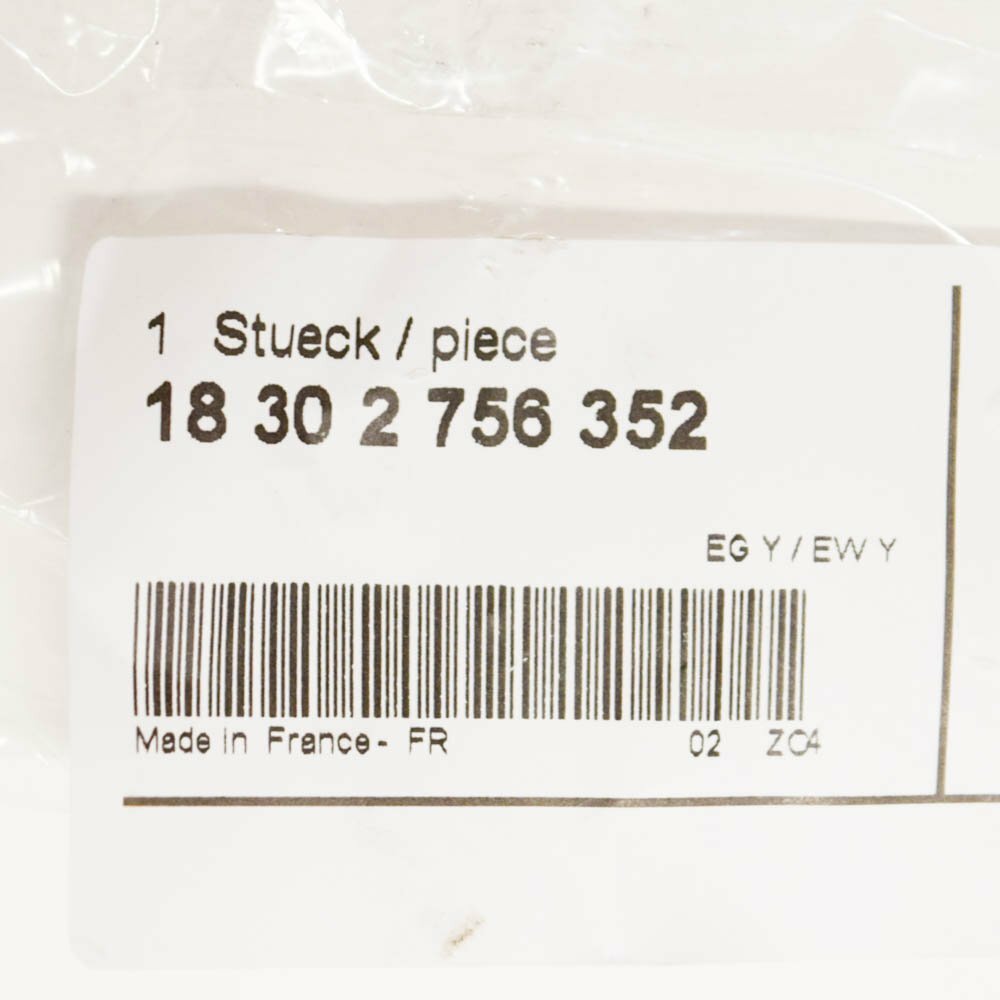 1 Stueck / piece
18 30 2 756 352
EG Y / EW Y
Made in France - FR 02 ZC4